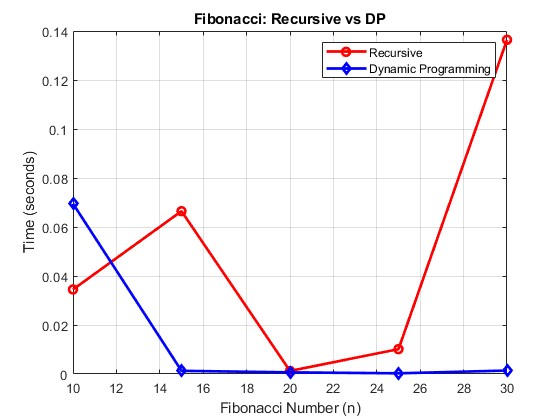 Fibonacci: Recursive vs DP
Recursive
Dynamic Programming
Time (seconds)
0.14
0.12
0.1
0.08
0.06
0.04
0.02
0
10 12 14 16 18 20 22 24 26 28 30
Fibonacci Number (n)